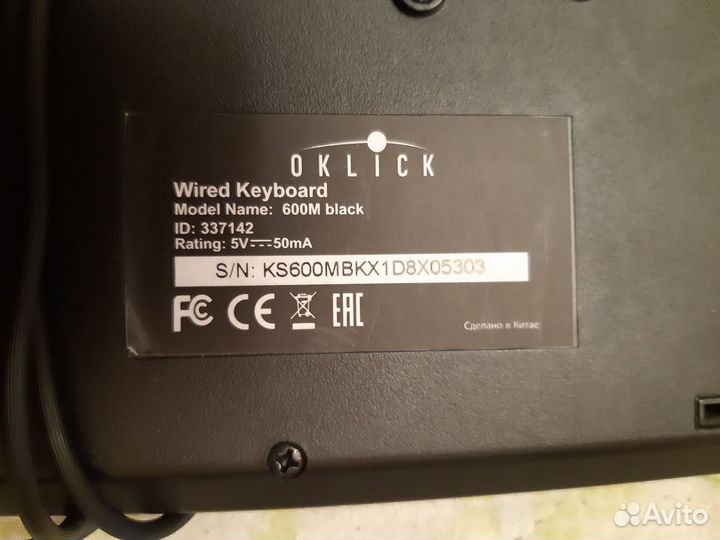 OKLICK
Wired Keyboard
Model Name: 600M black
ID: 337142
Rating: 5V⎓50mA
S/N: KS600MBKX1D8X05303
FC CE EAC
Сделано в Китае
Avito